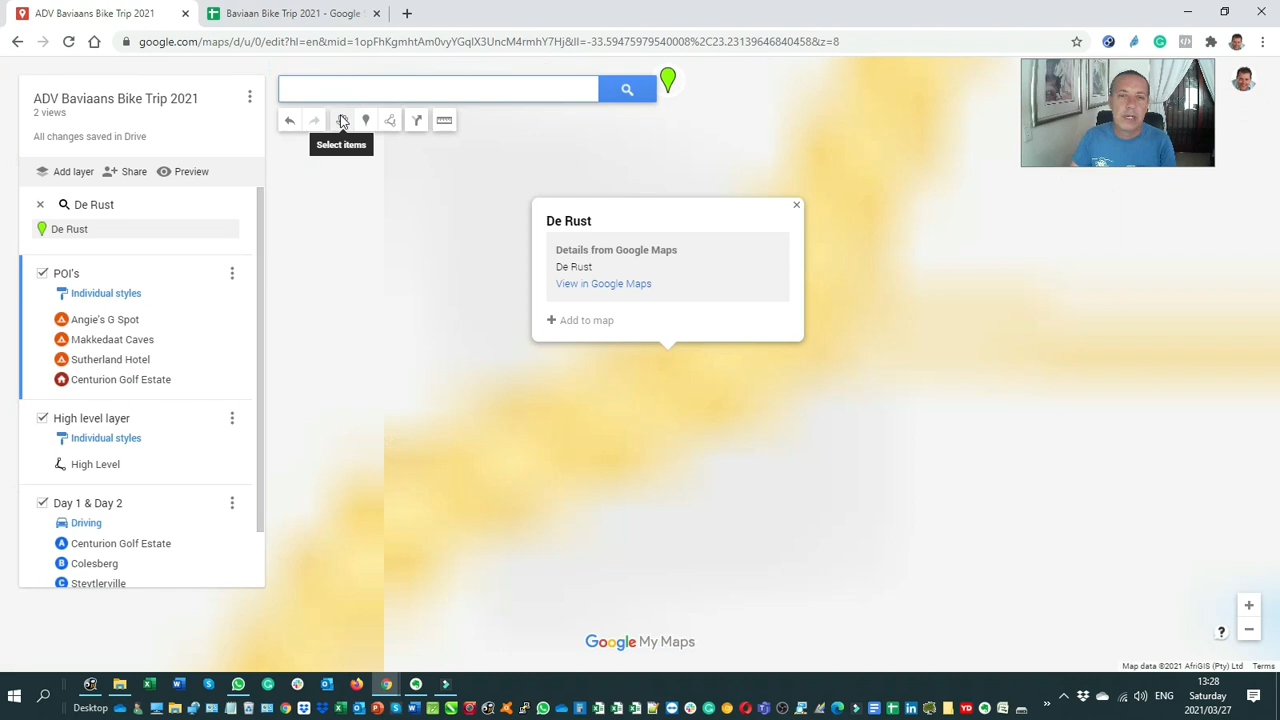 ADV Baviaans Bike Trip 2021
Baviaan Bike Trip 2021 - Google
google.com/maps/d/u/0/edit?hl=en&mid=1opFhKgmhtAm0vyYGqlX3UncM4rmhY7Hj&ll=-33.59475979540008%2C23.231396468404058&z=8
ADV Baviaans Bike Trip 2021
2 views
All changes saved in Drive
Select items
Add layer
Share
Preview
De Rust
De Rust
POI's
Individual styles
Angie's G Spot
Makkedaat Caves
Sutherland Hotel
Centurion Golf Estate
High level layer
Individual styles
High Level
Day 1 & Day 2
Driving
A Centurion Golf Estate
B Colesberg
C Steytlerville
De Rust
Details from Google Maps
De Rust
View in Google Maps
Add to map
Google My Maps
Map data ©2021 AfriGIS (Pty) Ltd
Terms
ENG
13:28
Saturday
2021/03/27
Desktop